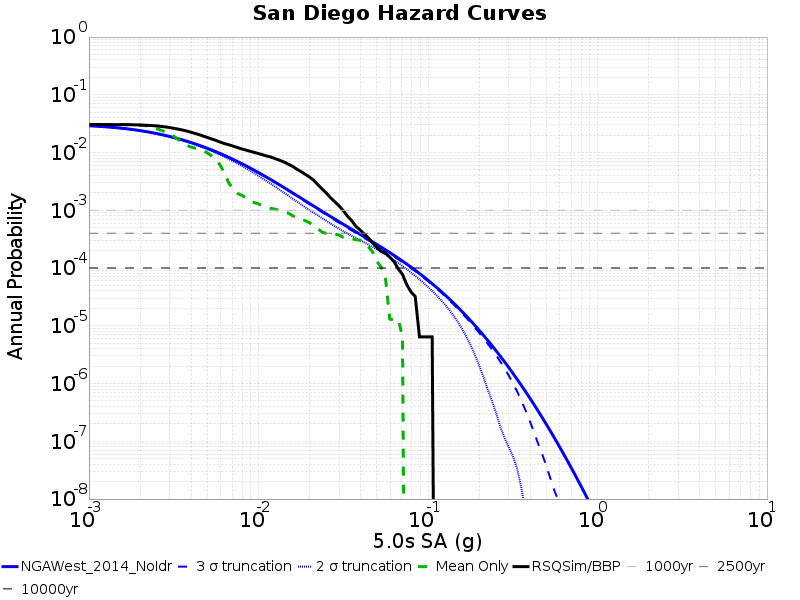 San Diego Hazard Curves
Annual Probability
10^0
10^-1
10^-2
10^-3
10^-4
10^-5
10^-6
10^-7
10^-8
10^-3 10^-2 10^-1 10^0 10^1
5.0s SA (g)
NGAWest_2014_NoIdr 3 σ truncation 2 σ truncation Mean Only RSQSim/BBP 1000yr 2500yr
10000yr